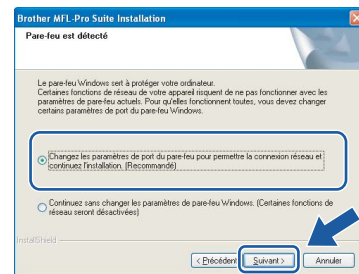 Brother MFL-Pro Suite Installation
Pare-feu est détecté
Le pare-feu Windows sert à protéger votre ordinateur.
Certaines fonctions de réseau de votre appareil risquent de ne pas fonctionner avec les
paramètres de pare-feu actuels. Pour qu'elles fonctionnent toutes, vous devez changer
certains paramètres de port du pare-feu Windows.
Changez les paramètres de port du pare-feu pour permettre la connexion réseau et
continuez l'installation. (Recommandé)
Continuez sans changer les paramètres de pare-feu Windows. (Certaines fonctions de
réseau seront désactivées)
InstallShield
< Précédent
Suivant >
Annuler